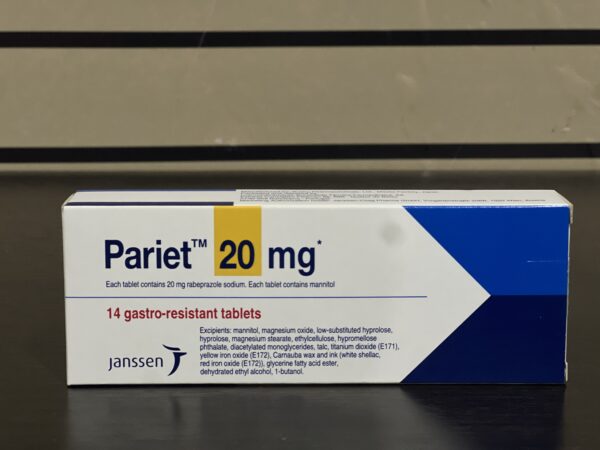 Pariet™ 20 mg*
Each tablet contains 20 mg rabeprazole sodium. Each tablet contains mannitol
14 gastro-resistant tablets
Excipients: mannitol, magnesium oxide, low-substituted hyprolose,
hyprolose, magnesium stearate, ethylcellulose, hypromellose
phthalate, diacetylated monoglycerides, talc, titanium dioxide (E171),
yellow iron oxide (E172), Carnauba wax and ink (white shellac,
red iron oxide (E172)), glycerine fatty acid ester,
dehydrated ethyl alcohol, 1-butanol.
janssen